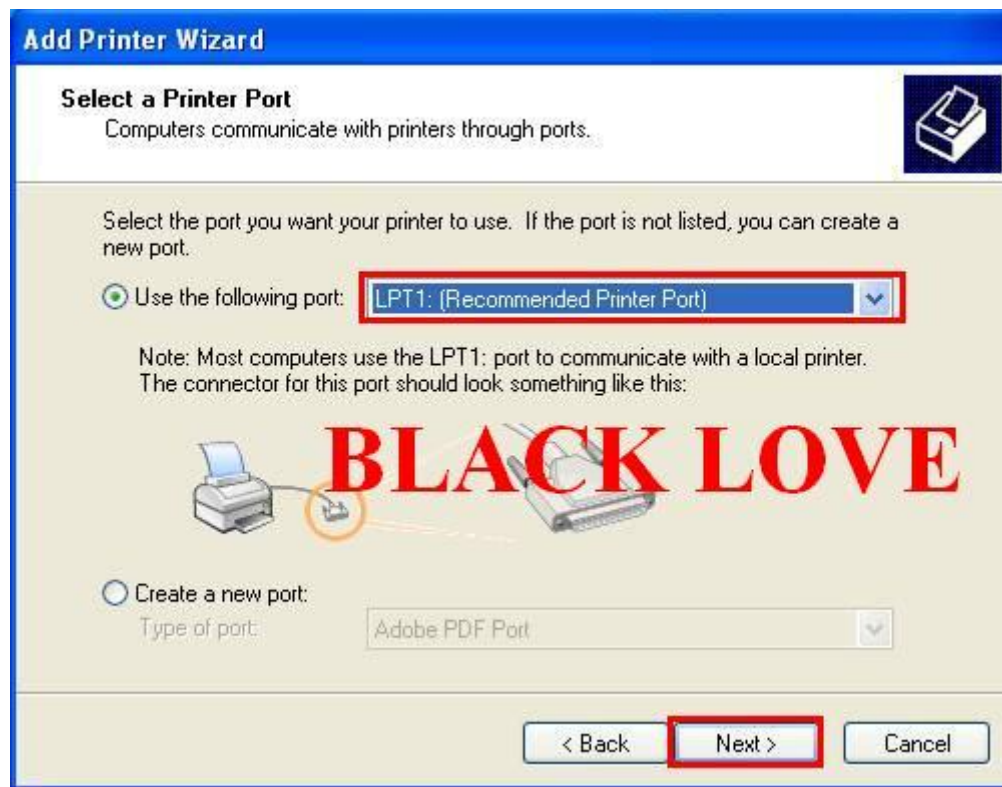 Add Printer Wizard
Select a Printer Port
Computers communicate with printers through ports.
Select the port you want your printer to use. If the port is not listed, you can create a
new port.
Use the following port: LPT1: (Recommended Printer Port)
Note: Most computers use the LPT1: port to communicate with a local printer.
The connector for this port should look something like this:
BLACK LOVE
Create a new port:
Type of port: Adobe PDF Port
< Back Next > Cancel